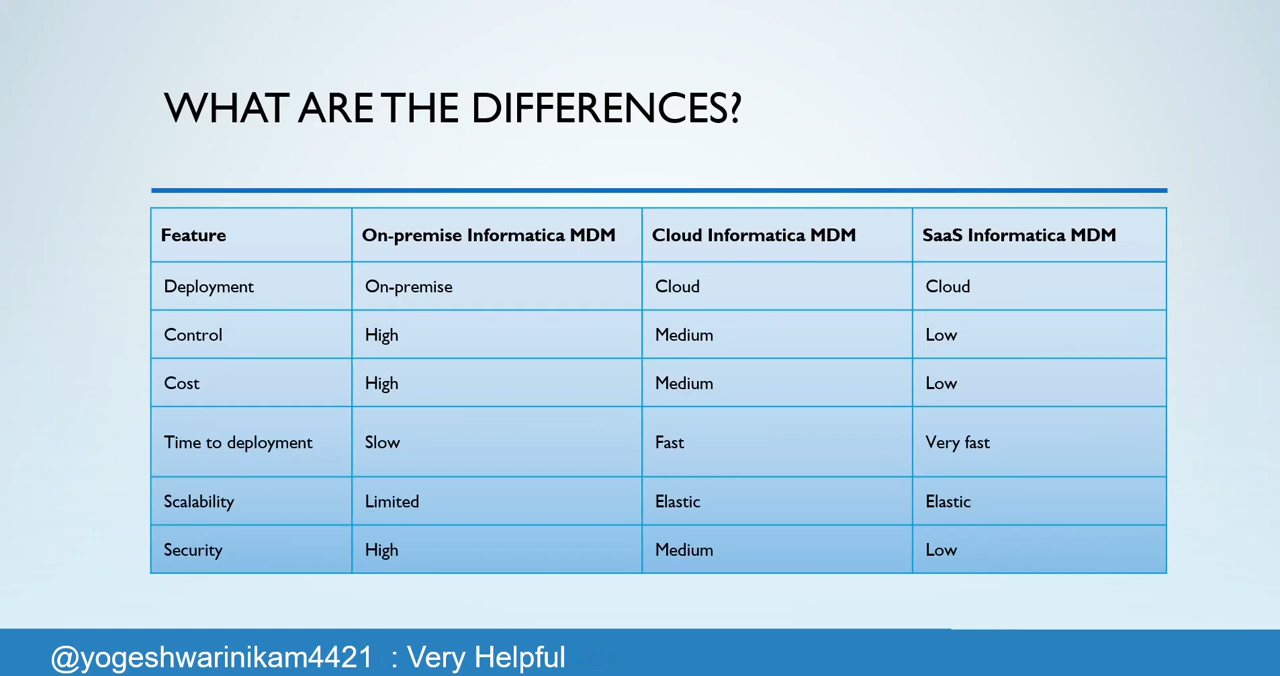 WHAT ARE THE DIFFERENCES?
Feature On-premise Informatica MDM Cloud Informatica MDM SaaS Informatica MDM
Deployment On-premise Cloud Cloud
Control High Medium Low
Cost High Medium Low
Time to deployment Slow Fast Very fast
Scalability Limited Elastic Elastic
Security High Medium Low
@yogeshwarinikam4421 : Very Helpful